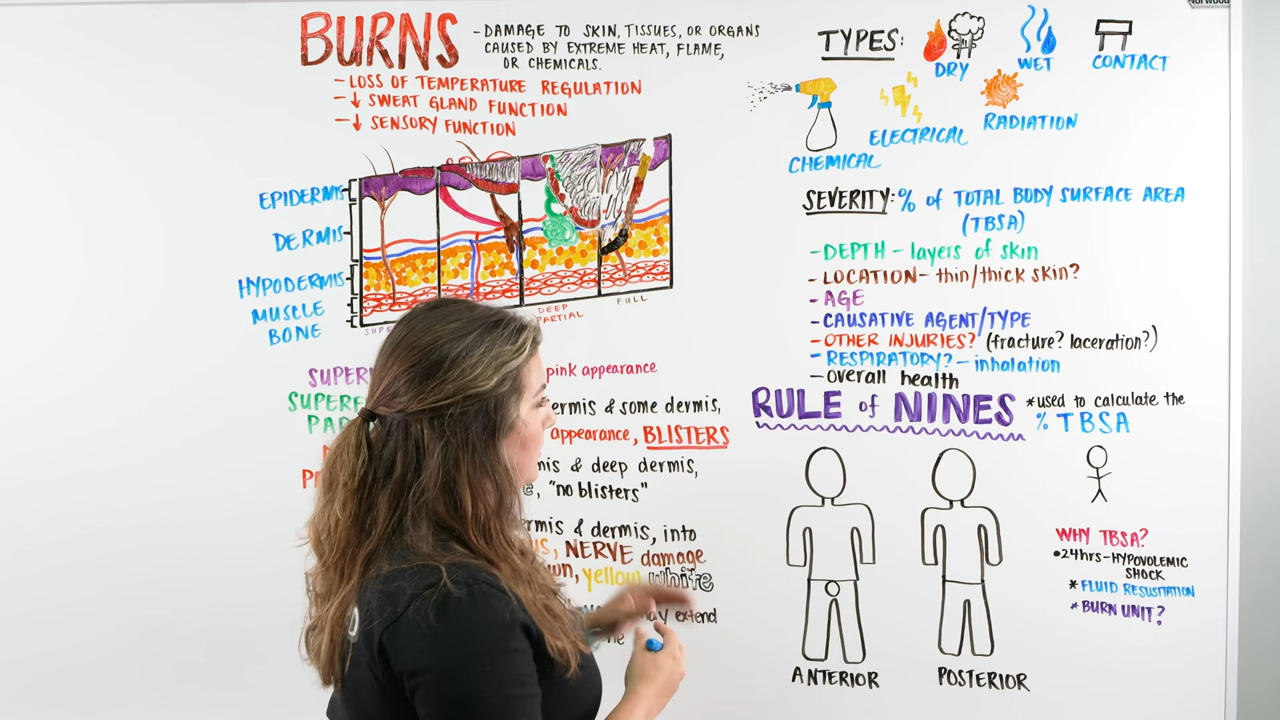 BURNS
- DAMAGE TO SKIN, TISSUES, OR ORGANS
CAUSED BY EXTREME HEAT, FLAME,
OR CHEMICALS.
- LOSS OF TEMPERATURE REGULATION
- ↓ SWEAT GLAND FUNCTION
- ↓ SENSORY FUNCTION
EPIDERMIS
DERMIS
HYPODERMIS
MUSCLE
BONE
DEEP
PARTIAL
FULL
pink appearance
& some dermis,
appearance, BLISTERS
& deep dermis,
"no blisters"
& dermis, into
NERVE damage
yellow, white
may extend
TYPES:
DRY
WET
CONTACT
CHEMICAL
ELECTRICAL
RADIATION
SEVERITY: % of TOTAL BODY SURFACE AREA
(TBSA)
- DEPTH - layers of skin
- LOCATION - thin/thick skin?
- AGE
- CAUSATIVE AGENT/TYPE
- OTHER INJURIES? (fracture? laceration?)
- RESPIRATORY? - inhalation
- overall health
RULE of NINES
*used to calculate the
% TBSA
WHY TBSA?
•24hrs-HYPOVOLEMIC
SHOCK
*FLUID RESUSITATION
*BURN UNIT?
ANTERIOR
POSTERIOR